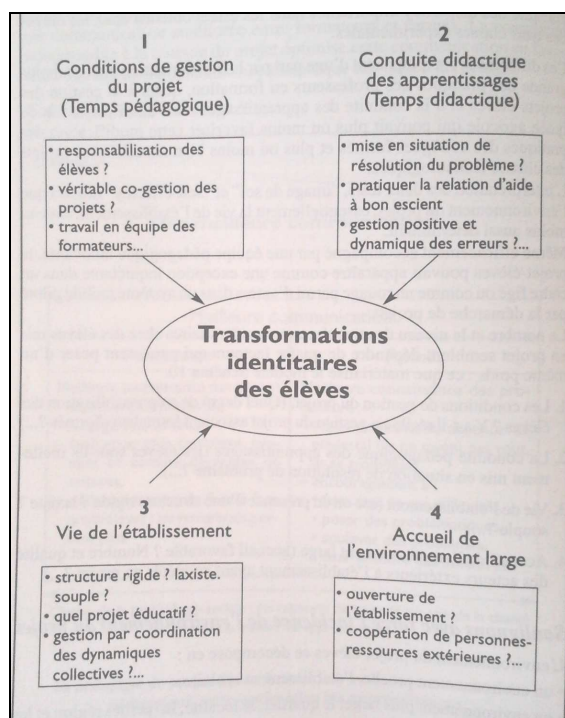 1
Conditions de gestion
du projet
(Temps pédagogique)
• responsabilisation des
élèves ?
• véritable co-gestion des
projets ?
• travail en équipe des
formateurs...
2
Conduite didactique
des apprentissages
(Temps didactique)
• mise en situation de
résolution du problème ?
• pratiquer la relation d'aide
à bon escient
• gestion positive et
dynamique des erreurs ?...
Transformations
identitaires
des élèves
3
Vie de l'établissement
• structure rigide ? laxiste.
souple ?
• quel projet éducatif ?
• gestion par coordination
des dynamiques
collectives ?...
4
Accueil de
l'environnement large
• ouverture de
l'établissement ?
• coopération de personnes-
ressources extérieures ?...